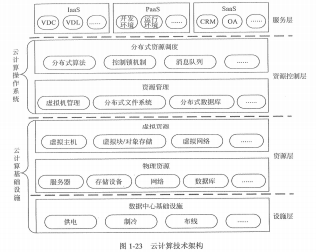 IaaS PaaS SaaS
VDC VDL …… 开发环境 运行环境 …… CRM OA …… 服务层
分布式资源调度
分布式算法 控制锁机制 消息队列 ……
云计算操作系统
资源控制层
资源管理
虚拟机管理 分布式文件系统 分布式数据库 ……
虚拟资源
虚拟主机 虚拟块/对象存储 虚拟网络 ……
云计算基础设施
资源层
物理资源
服务器 存储设备 网络 数据库 ……
数据中心基础设施
供电 制冷 布线 …… 设施层
图 1-23 云计算技术架构